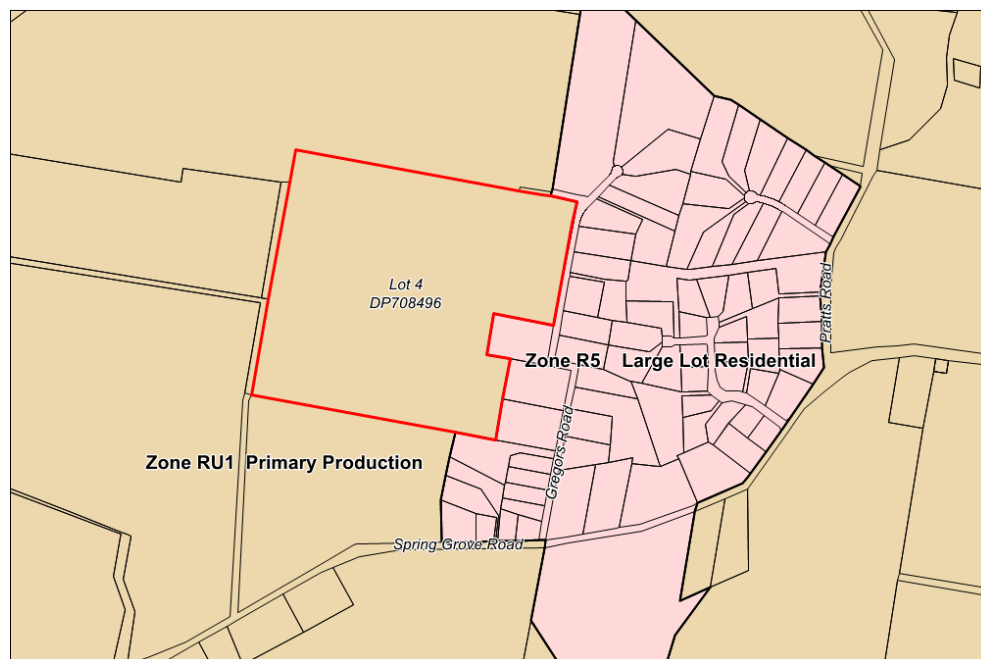 Lot 4
DP708496
Pratts Road
Zone R5 Large Lot Residential
Gregors Road
Zone RU1 Primary Production
Spring Grove Road